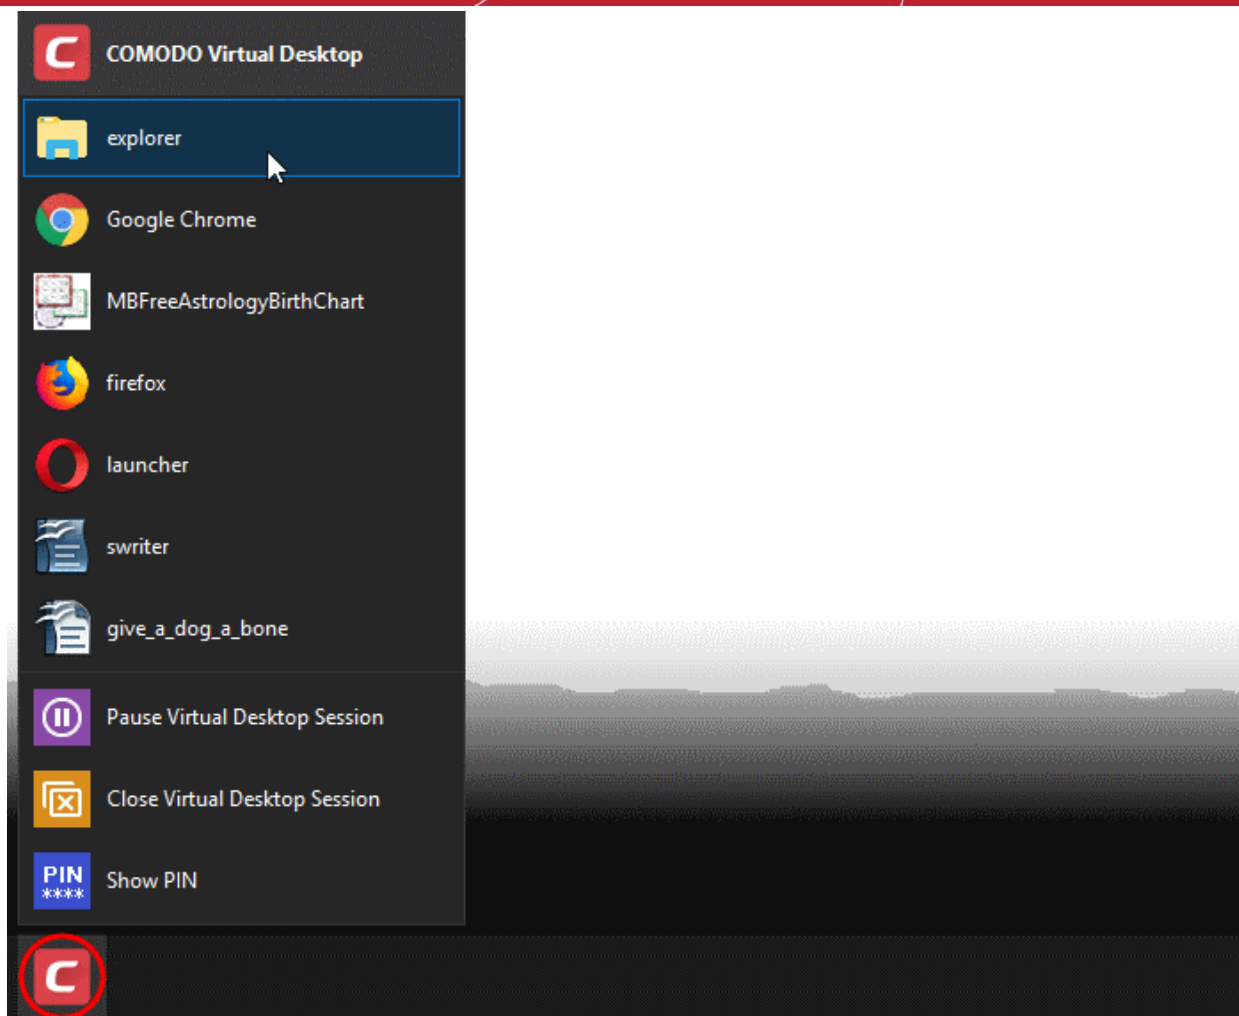 COMODO Virtual Desktop
explorer
Google Chrome
MBFreeAstrologyBirthChart
firefox
launcher
swriter
give_a_dog_a_bone
Pause Virtual Desktop Session
Close Virtual Desktop Session
PIN
****
Show PIN